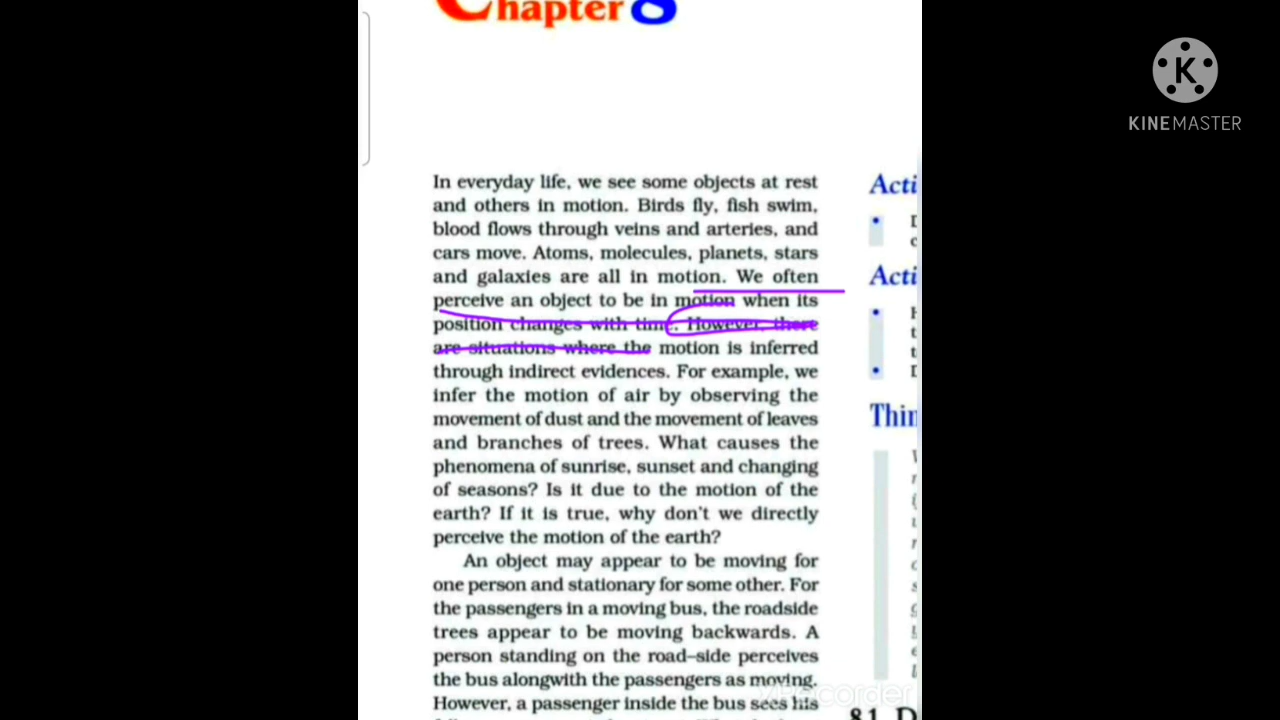 Chapter 8
KINEMASTER
In everyday life, we see some objects at rest
and others in motion. Birds fly, fish swim,
blood flows through veins and arteries, and
cars move. Atoms, molecules, planets, stars
and galaxies are all in motion. We often
perceive an object to be in motion when its
position changes with time. However, there
are situations where the motion is inferred
through indirect evidences. For example, we
infer the motion of air by observing the
movement of dust and the movement of leaves
and branches of trees. What causes the
phenomena of sunrise, sunset and changing
of seasons? Is it due to the motion of the
earth? If it is true, why don't we directly
perceive the motion of the earth?
An object may appear to be moving for
one person and stationary for some other. For
the passengers in a moving bus, the roadside
trees appear to be moving backwards. A
person standing on the road–side perceives
the bus alongwith the passengers as moving.
However, a passenger inside the bus sees his
Acti
Acti
Thin
XRecorder
8.1 D